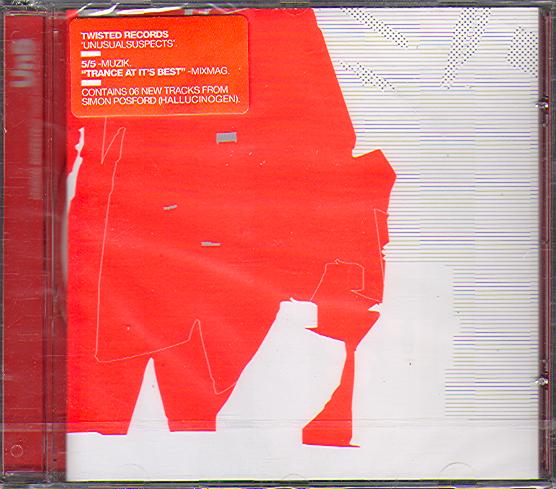 TWISTED RECORDS
'UNUSUALSUSPECTS'.
5/5 -MUZIK.
"TRANCE AT IT'S BEST" -MIXMAG.
CONTAINS 06 NEW TRACKS FROM
SIMON POSFORD (HALLUCINOGEN).